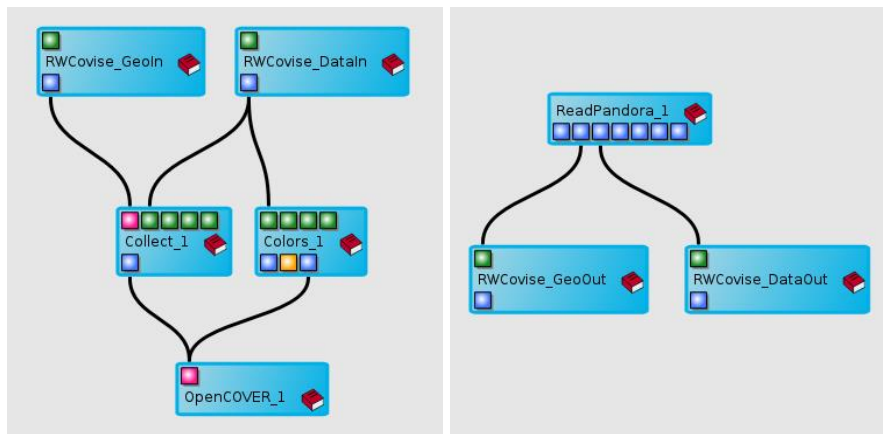 RWCovise_GeoIn
RWCovise_DataIn
Collect_1
Colors_1
OpenCOVER_1
ReadPandora_1
RWCovise_GeoOut
RWCovise_DataOut